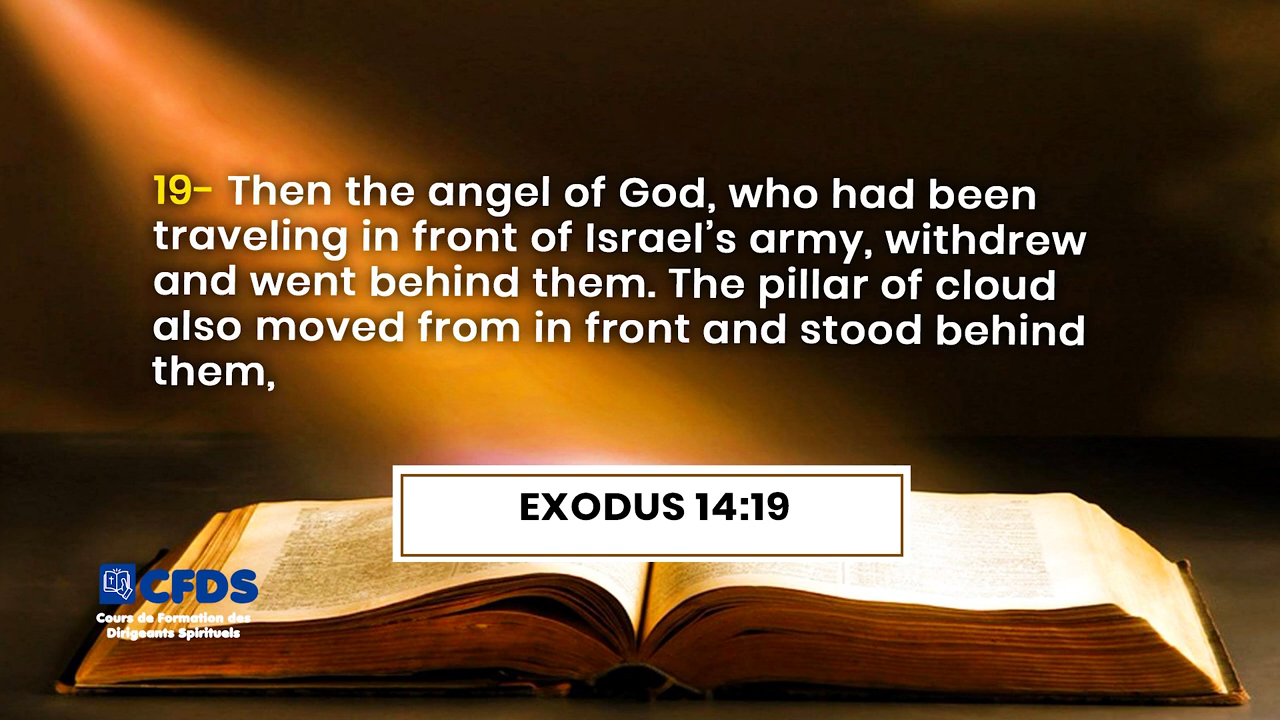 19- Then the angel of God, who had been
traveling in front of Israel’s army, withdrew
and went behind them. The pillar of cloud
also moved from in front and stood behind
them,
EXODUS 14:19
CFDS
Cours de Formation des
Dirigeants Spirituels